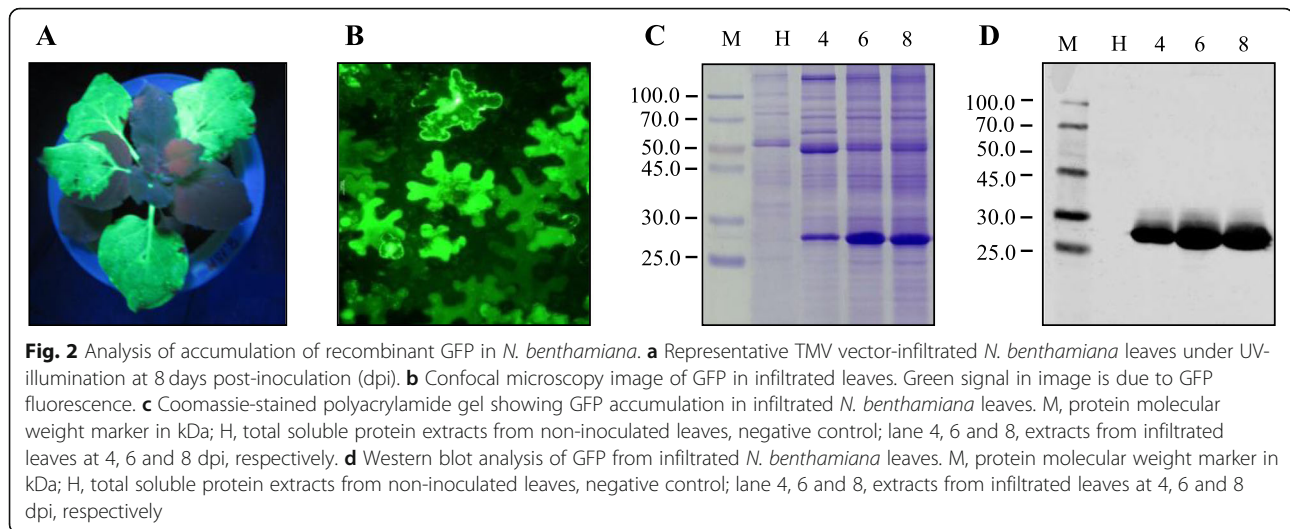 A B C D
M H 4 6 8
M H 4 6 8
100.0
70.0
50.0
45.0
30.0
25.0
100.0
70.0
50.0
45.0
30.0
25.0
Fig. 2 Analysis of accumulation of recombinant GFP in N. benthamiana. a Representative TMV vector-infiltrated N. benthamiana leaves under UV-
illumination at 8 days post-inoculation (dpi). b Confocal microscopy image of GFP in infiltrated leaves. Green signal in image is due to GFP
fluorescence. c Coomassie-stained polyacrylamide gel showing GFP accumulation in infiltrated N. benthamiana leaves. M, protein molecular
weight marker in kDa; H, total soluble protein extracts from non-inoculated leaves, negative control; lane 4, 6 and 8, extracts from infiltrated
leaves at 4, 6 and 8 dpi, respectively. d Western blot analysis of GFP from infiltrated N. benthamiana leaves. M, protein molecular weight marker in
kDa; H, total soluble protein extracts from non-inoculated leaves, negative control; lane 4, 6 and 8, extracts from infiltrated leaves at 4, 6 and 8
dpi, respectively